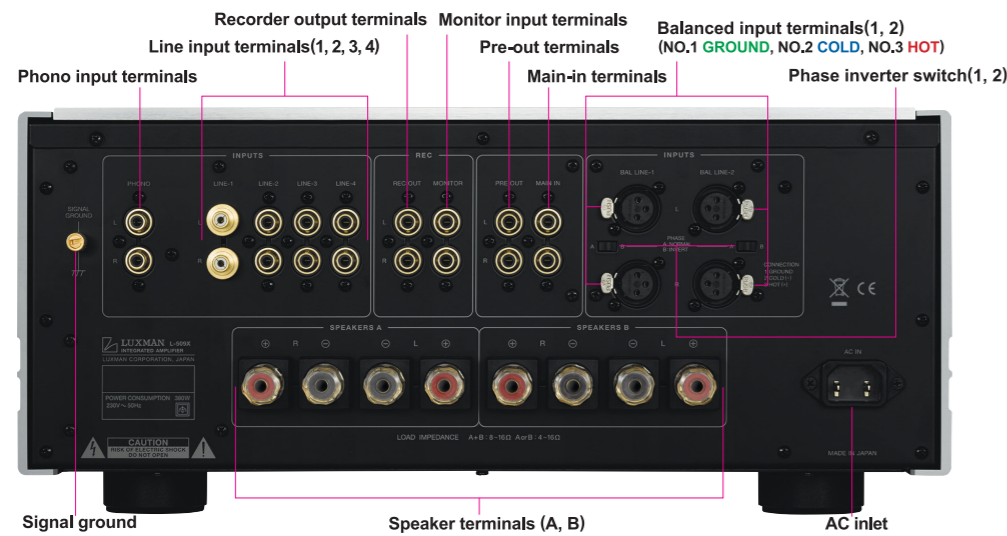 Recorder output terminals
Monitor input terminals
Balanced input terminals(1, 2)
(NO.1 GROUND, NO.2 COLD, NO.3 HOT)
Line input terminals(1, 2, 3, 4)
Pre-out terminals
Phono input terminals
Main-in terminals
Phase inverter switch(1, 2)
INPUTS
REC
INPUTS
PHONO
LINE-1
LINE-2
LINE-3
LINE-4
REC OUT
MONITOR
PRE OUT
MAIN IN
BAL LINE-1
BAL LINE-2
SIGNAL
GROUND
L
L
L
L
R
R
R
R
PHASE
A:NORMAL
B:INVERT
A
B
A
B
CONNECTION
1:GROUND
2:COLD(-)
3:HOT(+)
CE
SPEAKERS A
SPEAKERS B
⊕ R ⊖ ⊖ L ⊕
⊕ R ⊖ ⊖ L ⊕
LUXMAN L-509X
INTEGRATED AMPLIFIER
LUXMAN CORPORATION, JAPAN
POWER CONSUMPTION 385W
230V ~ 50Hz
AC IN
LOAD IMPEDANCE A+B:8-16Ω AorB:4-16Ω
CAUTION
RISK OF ELECTRIC SHOCK
DO NOT OPEN
MADE IN JAPAN
Signal ground
Speaker terminals (A, B)
AC inlet